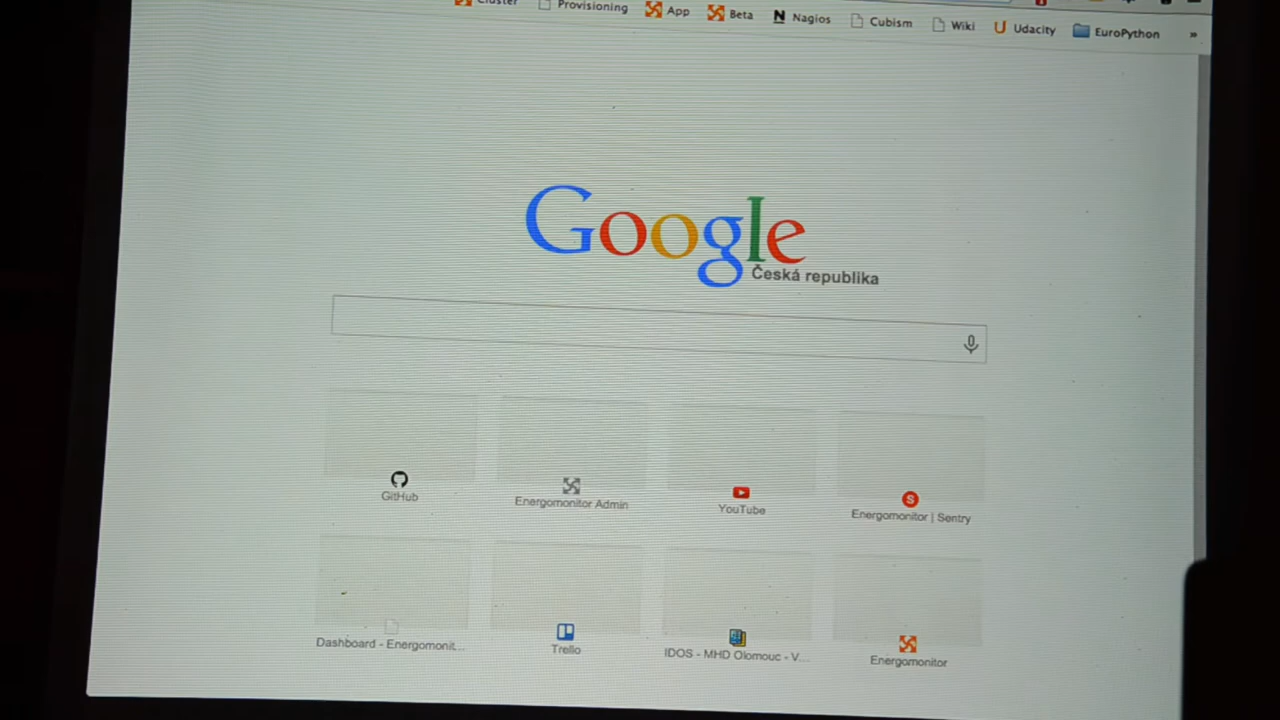 Cluster Provisioning App Beta Nagios Cubism Wiki Udacity EuroPython »
Google
Česká republika
GitHub Energomonitor Admin YouTube Energomonitor | Sentry
Dashboard - Energomonit... Trello IDOS - MHD Olomouc - V... Energomonitor